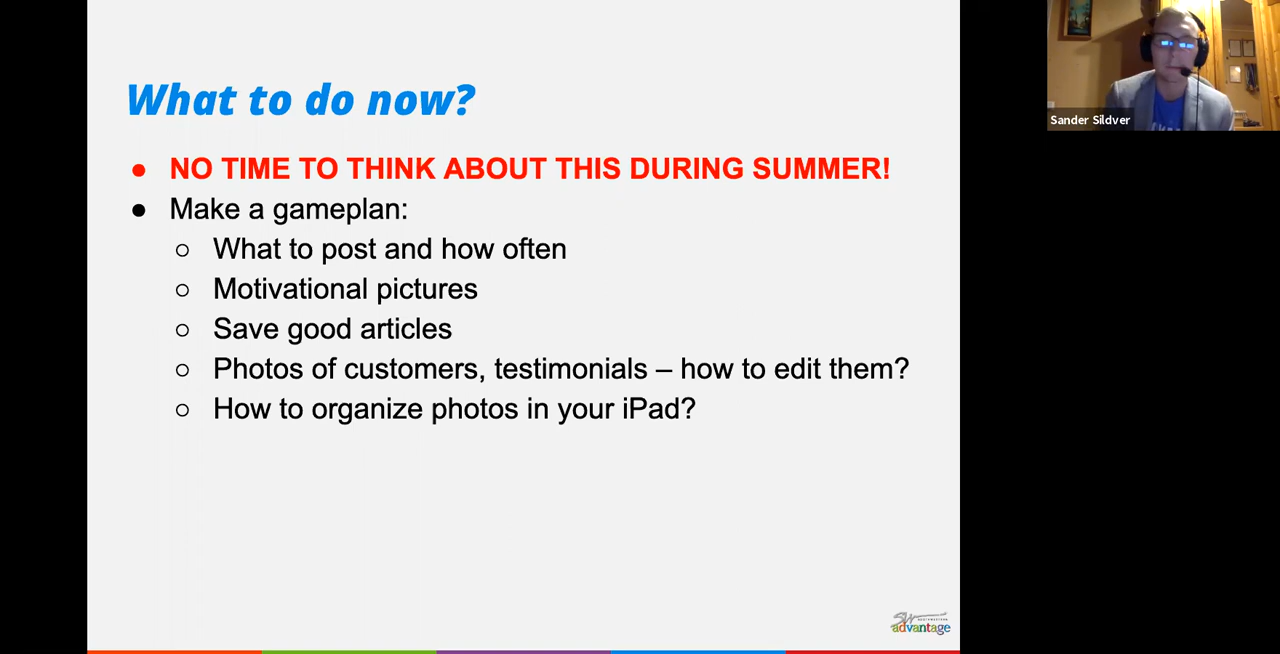 What to do now?
● NO TIME TO THINK ABOUT THIS DURING SUMMER!
● Make a gameplan:
○ What to post and how often
○ Motivational pictures
○ Save good articles
○ Photos of customers, testimonials – how to edit them?
○ How to organize photos in your iPad?
Sander Sildver
SW
SOUTHWESTERN
advantage